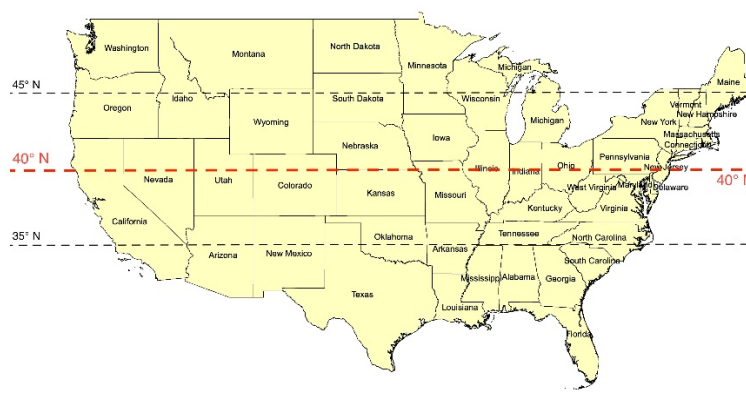 Washington
Montana
North Dakota
Minnesota
Michigan
Maine
45° N
45° N
Oregon
Idaho
Wyoming
South Dakota
Wisconsin
Michigan
Vermont
New Hampshire
New York
Massachusetts
Connecticut
Nebraska
Iowa
Illinois
Indiana
Ohio
Pennsylvania
New Jersey
40° N
40° N
Nevada
Utah
Colorado
Kansas
Missouri
West Virginia
Maryland
Delaware
Kentucky
Virginia
California
35° N
Arizona
New Mexico
Oklahoma
Arkansas
Tennessee
North Carolina
South Carolina
Texas
Louisiana
Mississippi
Alabama
Georgia
Florida